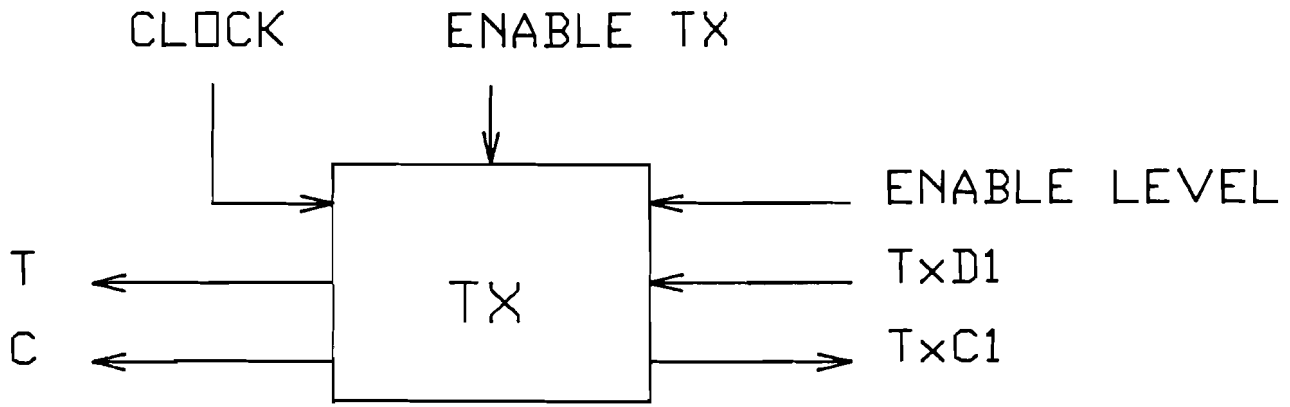 CLOCK
ENABLE TX
ENABLE LEVEL
T
TxD1
TX
C
TxC1